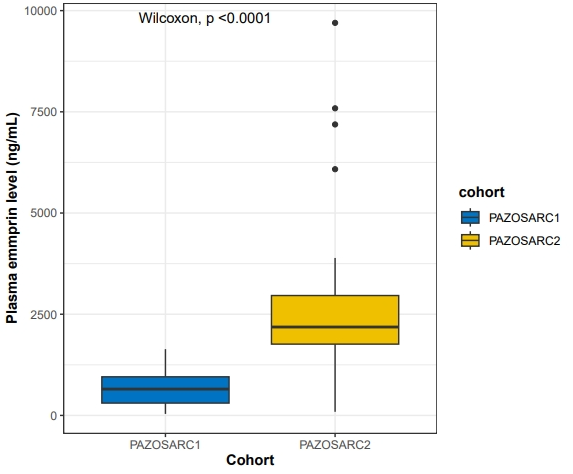 Wilcoxon, p <0.0001
10000
7500
5000
2500
0
Plasma emmprin level (ng/mL)
PAZOSARC1
PAZOSARC2
Cohort
cohort
PAZOSARC1
PAZOSARC2